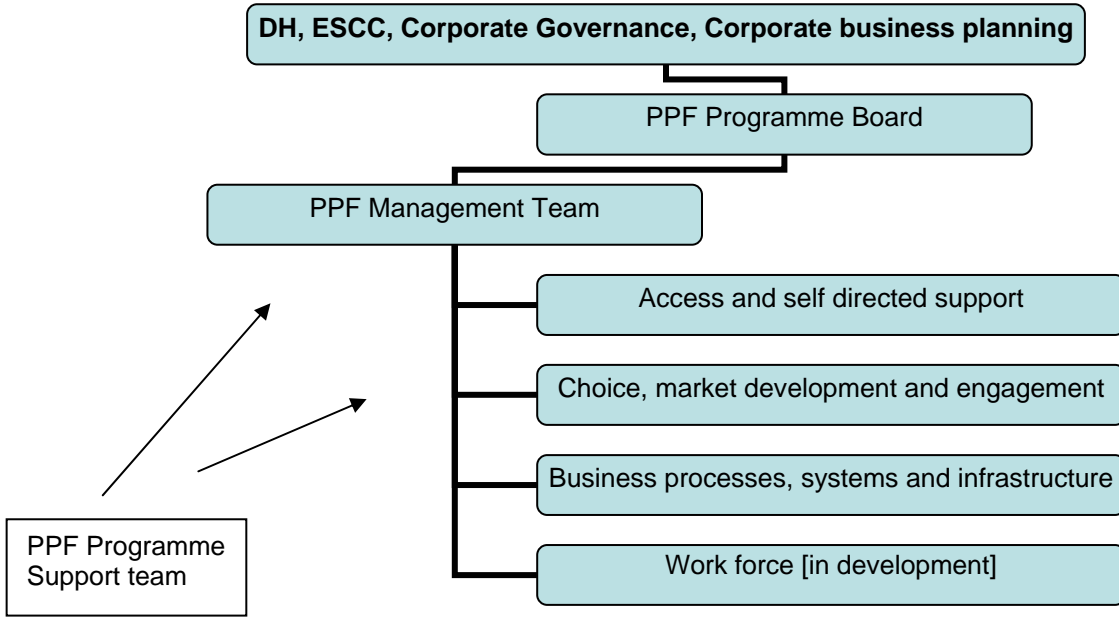 DH, ESCC, Corporate Governance, Corporate business planning
PPF Programme Board
PPF Management Team
Access and self directed support
Choice, market development and engagement
Business processes, systems and infrastructure
Work force [in development]
PPF Programme
Support team